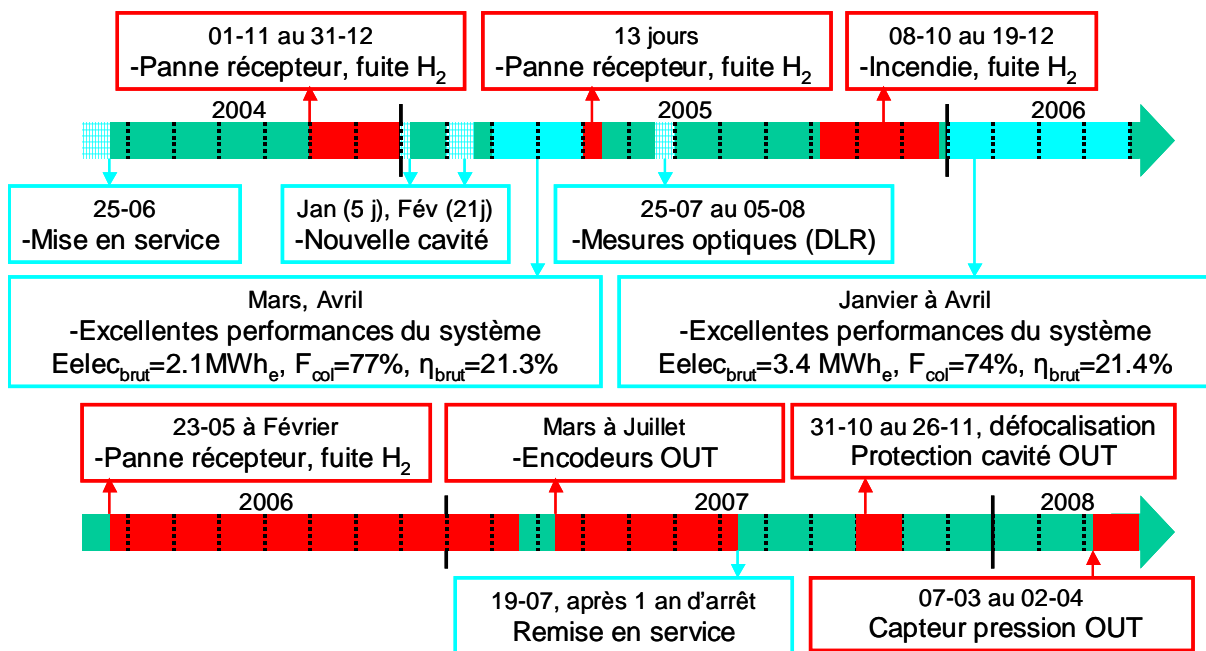 01-11 au 31-12
-Panne récepteur, fuite H2
13 jours
-Panne récepteur, fuite H2
08-10 au 19-12
-Incendie, fuite H2
2004
2005
2006
25-06
-Mise en service
Jan (5 j), Fév (21j)
-Nouvelle cavité
25-07 au 05-08
-Mesures optiques (DLR)
Mars, Avril
-Excellentes performances du système
Eelecbrut=2.1MWhe, Fcol=77%, ηbrut=21.3%
Janvier à Avril
-Excellentes performances du système
Eelecbrut=3.4 MWhe, Fcol=74%, ηbrut=21.4%
23-05 à Février
-Panne récepteur, fuite H2
Mars à Juillet
-Encodeurs OUT
31-10 au 26-11, défocalisation
Protection cavité OUT
2006
2007
2008
19-07, après 1 an d'arrêt
Remise en service
07-03 au 02-04
Capteur pression OUT